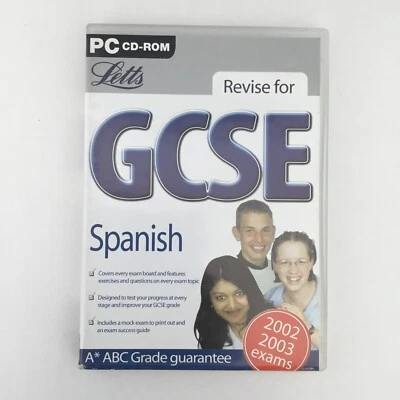 PC CD-ROM
Letts
Revise for
GCSE
Spanish
Covers every exam board and features
exercises and questions on every exam topic
Designed to test your progress at every
stage and improve your GCSE grade
Includes a mock exam to print out and
an exam success guide
2002
2003
exams
A* ABC Grade guarantee